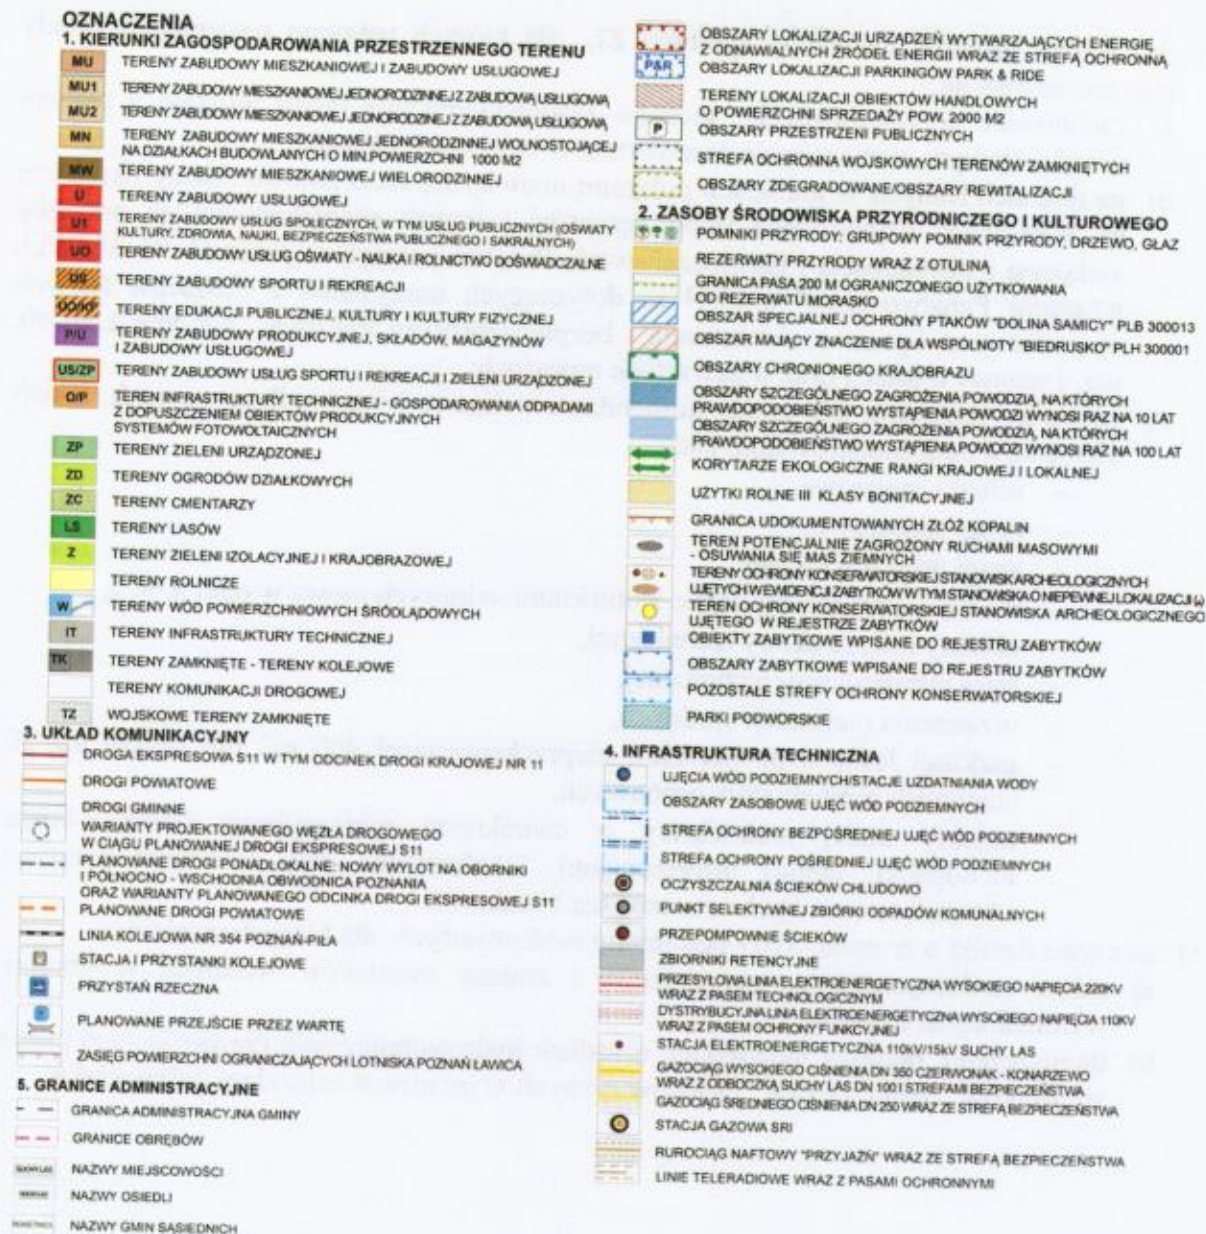 OZNACZENIA
1. KIERUNKI ZAGOSPODAROWANIA PRZESTRZENNEGO TERENU
MU TERENY ZABUDOWY MIESZKANIOWEJ I ZABUDOWY USŁUGOWEJ
MU1 TERENY ZABUDOWY MIESZKANIOWEJ JEDNORODZINNEJ Z ZABUDOWĄ USŁUGOWĄ
MU2 TERENY ZABUDOWY MIESZKANIOWEJ JEDNORODZINEJ Z ZABUDOWĄ USŁUGOWĄ
MN TERENY ZABUDOWY MIESZKANIOWEJ JEDNORODZINNEJ WOLNOSTOJĄCEJ
NA DZIAŁKACH BUDOWLANYCH O MIN.POWIERZCHNI 1000 M2
MW TERENY ZABUDOWY MIESZKANIOWEJ WIELORODZINNEJ
U TERENY ZABUDOWY USŁUGOWEJ
U1 TERENY ZABUDOWY USŁUG SPOŁECZNYCH, W TYM USŁUG PUBLICZNYCH (OŚWIATY
KULTURY, ZDROWIA, NAUKI, BEZPIECZEŃSTWA PUBLICZNEGO I SAKRALNYCH)
UO TERENY ZABUDOWY USŁUG OŚWIATY - NAUKA I ROLNICTWO DOŚWIADCZALNE
US TERENY ZABUDOWY SPORTU I REKREACJI
TERENY EDUKACJI PUBLICZNEJ, KULTURY I KULTURY FIZYCZNEJ
P/U TERENY ZABUDOWY PRODUKCYJNEJ, SKŁADÓW, MAGAZYNÓW
I ZABUDOWY USŁUGOWEJ
US/ZP TERENY ZABUDOWY USŁUG SPORTU I REKREACJI I ZIELENI URZĄDZONEJ
O/P TEREN INFRASTRUKTURY TECHNICZNEJ - GOSPODAROWANIA ODPADAMI
Z DOPUSZCZENIEM OBIEKTÓW PRODUKCYJNYCH
SYSTEMÓW FOTOWOLTAICZNYCH
ZP TERENY ZIELENI URZĄDZONEJ
ZD TERENY OGRODÓW DZIAŁKOWYCH
ZC TERENY CMENTARZY
LS TERENY LASÓW
Z TERENY ZIELENI IZOLACYJNEJ I KRAJOBRAZOWEJ
TERENY ROLNICZE
W TERENY WÓD POWIERZCHNIOWYCH ŚRÓDLĄDOWYCH
IT TERENY INFRASTRUKTURY TECHNICZNEJ
TK TERENY ZAMKNIĘTE - TERENY KOLEJOWE
TERENY KOMUNIKACJI DROGOWEJ
TZ WOJSKOWE TERENY ZAMKNIĘTE
3. UKŁAD KOMUNIKACYJNY
DROGA EKSPRESOWA S11 W TYM ODCINEK DROGI KRAJOWEJ NR 11
DROGI POWIATOWE
DROGI GMINNE
WARIANTY PROJEKTOWANEGO WĘZŁA DROGOWEGO
W CIĄGU PLANOWANEJ DROGI EKSPRESOWEJ S11
PLANOWANE DROGI PONADLOKALNE: NOWY WYLOT NA OBORNIKI
I PÓŁNOCNO - WSCHODNIA OBWODNICA POZNANIA
ORAZ WARIANTY PLANOWANEGO ODCINKA DROGI EKSPRESOWEJ S11
PLANOWANE DROGI POWIATOWE
LINIA KOLEJOWA NR 354 POZNAŃ-PIŁA
STACJA I PRZYSTANKI KOLEJOWE
PRZYSTAŃ RZECZNA
PLANOWANE PRZEJŚCIE PRZEZ WARTĘ
ZASIĘG POWIERZCHNI OGRANICZAJĄCYCH LOTNISKA POZNAŃ ŁAWICA
5. GRANICE ADMINISTRACYJNE
GRANICA ADMINISTRACYJNA GMINY
GRANICE OBRĘBÓW
SUCHY LAS NAZWY MIEJSCOWOŚCI
NAZWY OSIEDLI
NAZWY GMIN SĄSIEDNICH
OBSZARY LOKALIZACJI URZĄDZEŃ WYTWARZAJĄCYCH ENERGIĘ
Z ODNAWIALNYCH ŹRÓDEŁ ENERGII WRAZ ZE STREFĄ OCHRONNĄ
P&R OBSZARY LOKALIZACJI PARKINGÓW PARK & RIDE
TERENY LOKALIZACJI OBIEKTÓW HANDLOWYCH
O POWIERZCHNI SPRZEDAŻY POW. 2000 M2
P OBSZARY PRZESTRZENI PUBLICZNYCH
STREFA OCHRONNA WOJSKOWYCH TERENÓW ZAMKNIĘTYCH
OBSZARY ZDEGRADOWANE/OBSZARY REWITALIZACJI
2. ZASOBY ŚRODOWISKA PRZYRODNICZEGO I KULTUROWEGO
POMNIKI PRZYRODY: GRUPOWY POMNIK PRZYRODY, DRZEWO, GŁAZ
REZERWATY PRZYRODY WRAZ Z OTULINĄ
GRANICA PASA 200 M OGRANICZONEGO UŻYTKOWANIA
OD REZERWATU MORASKO
OBSZAR SPECJALNEJ OCHRONY PTAKÓW "DOLINA SAMICY" PLB 300013
OBSZAR MAJĄCY ZNACZENIE DLA WSPÓLNOTY "BIEDRUSKO" PLH 300001
OBSZARY CHRONIONEGO KRAJOBRAZU
OBSZARY SZCZEGÓLNEGO ZAGROŻENIA POWODZIĄ, NA KTÓRYCH
PRAWDOPODOBIEŃSTWO WYSTĄPIENIA POWODZI WYNOSI RAZ NA 10 LAT
OBSZARY SZCZEGÓLNEGO ZAGROŻENIA POWODZIĄ, NA KTÓRYCH
PRAWDOPODOBIEŃSTWO WYSTĄPIENIA POWODZI WYNOSI RAZ NA 100 LAT
KORYTARZE EKOLOGICZNE RANGI KRAJOWEJ I LOKALNEJ
UŻYTKI ROLNE III KLASY BONITACYJNEJ
GRANICA UDOKUMENTOWANYCH ZŁÓŻ KOPALIN
TEREN POTENCJALNIE ZAGROŻONY RUCHAMI MASOWYMI
- OSUWANIA SIĘ MAS ZIEMNYCH
TERENY OCHRONY KONSERWATORSKIEJ STANOWISK ARCHEOLOGICZNYCH
UJĘTYCH W EWIDENCJI ZABYTKÓW W TYM STANOWISKA O NIEPEWNEJ LOKALIZACJI
TEREN OCHRONY KONSERWATORSKIEJ STANOWISKA ARCHEOLOGICZNEGO
UJĘTEGO W REJESTRZE ZABYTKÓW
OBIEKTY ZABYTKOWE WPISANE DO REJESTRU ZABYTKÓW
OBSZARY ZABYTKOWE WPISANE DO REJESTRU ZABYTKÓW
POZOSTAŁE STREFY OCHRONY KONSERWATORSKIEJ
PARKI PODWORSKIE
4. INFRASTRUKTURA TECHNICZNA
UJĘCIA WÓD PODZIEMNYCH/STACJE UZDATNIANIA WODY
OBSZARY ZASOBOWE UJĘĆ WÓD PODZIEMNYCH
STREFA OCHRONY BEZPOŚREDNIEJ UJĘĆ WÓD PODZIEMNYCH
STREFA OCHRONY POŚREDNIEJ UJĘĆ WÓD PODZIEMNYCH
OCZYSZCZALNIA ŚCIEKÓW CHLUDOWO
PUNKT SELEKTYWNEJ ZBIÓRKI ODPADÓW KOMUNALNYCH
PRZEPOMPOWNIE ŚCIEKÓW
ZBIORNIKI RETENCYJNE
PRZESYŁOWA LINIA ELEKTROENERGETYCZNA WYSOKIEGO NAPIĘCIA 220KV
WRAZ Z PASEM TECHNOLOGICZNYM
DYSTRYBUCYJNA LINIA ELEKTROENERGETYCZNA WYSOKIEGO NAPIĘCIA 110KV
WRAZ Z PASEM OCHRONY FUNKCYJNEJ
STACJA ELEKTROENERGETYCZNA 110kV/15kV SUCHY LAS
GAZOCIĄG WYSOKIEGO CIŚNIENIA DN 350 CZERWONAK - KONARZEWO
WRAZ Z ODBOCZKĄ SUCHY LAS DN 100 I STREFAMI BEZPIECZEŃSTWA
GAZOCIĄG ŚREDNIEGO CIŚNIENIA DN 250 WRAZ ZE STREFĄ BEZPIECZEŃSTWA
STACJA GAZOWA SRI
RUROCIĄG NAFTOWY "PRZYJAŹŃ" WRAZ ZE STREFĄ BEZPIECZEŃSTWA
LINIE TELERADIOWE WRAZ Z PASAMI OCHRONNYMI